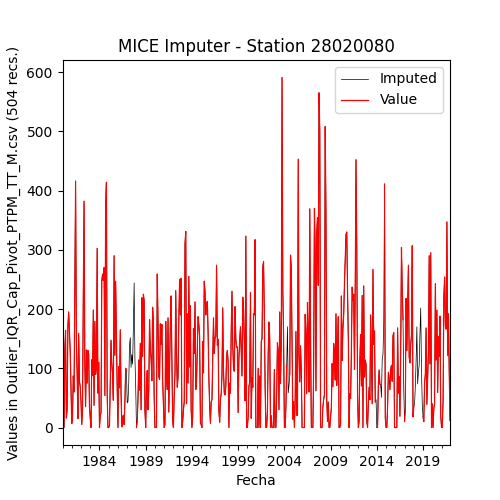 MICE Imputer - Station 28020080
Values in Outlier_IQR_Cap_Pivot_PTPM_TT_M.csv (504 recs.)
600
500
400
300
200
100
0
Imputed
Value
1984 1989 1994 1999 2004 2009 2014 2019
Fecha